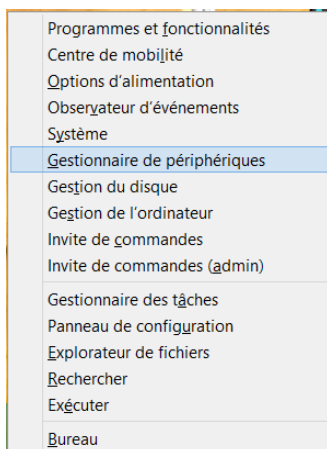 Programmes et fonctionnalités
Centre de mobilité
Options d'alimentation
Observateur d'événements
Système
Gestionnaire de périphériques
Gestion du disque
Gestion de l'ordinateur
Invite de commandes
Invite de commandes (admin)
Gestionnaire des tâches
Panneau de configuration
Explorateur de fichiers
Rechercher
Exécuter
Bureau